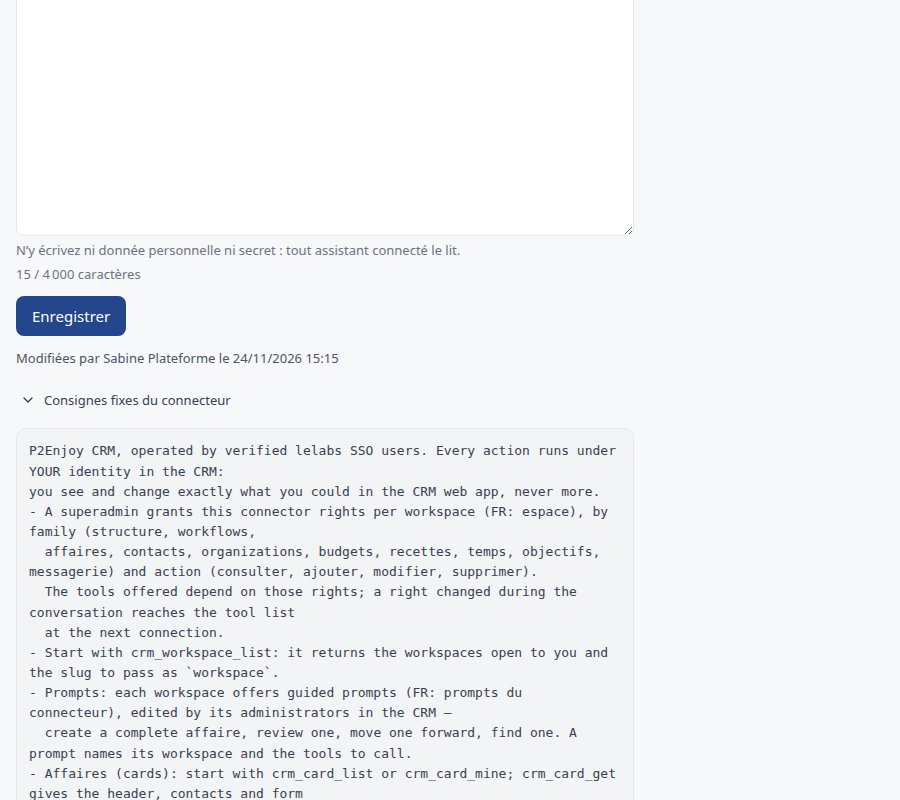 N'y écrivez ni donnée personnelle ni secret : tout assistant connecté le lit.
15 / 4 000 caractères
Enregistrer
Modifiées par Sabine Plateforme le 24/11/2026 15:15
Consignes fixes du connecteur
P2Enjoy CRM, operated by verified lelabs SSO users. Every action runs under
YOUR identity in the CRM:
you see and change exactly what you could in the CRM web app, never more.
- A superadmin grants this connector rights per workspace (FR: espace), by
family (structure, workflows,
  affaires, contacts, organizations, budgets, recettes, temps, objectifs,
messagerie) and action (consulter, ajouter, modifier, supprimer).
  The tools offered depend on those rights; a right changed during the
conversation reaches the tool list
  at the next connection.
- Start with crm_workspace_list: it returns the workspaces open to you and
the slug to pass as `workspace`.
- Prompts: each workspace offers guided prompts (FR: prompts du
connecteur), edited by its administrators in the CRM —
  create a complete affaire, review one, move one forward, find one. A
prompt names its workspace and the tools to call.
- Affaires (cards): start with crm_card_list or crm_card_mine; crm_card_get
gives the header, contacts and form